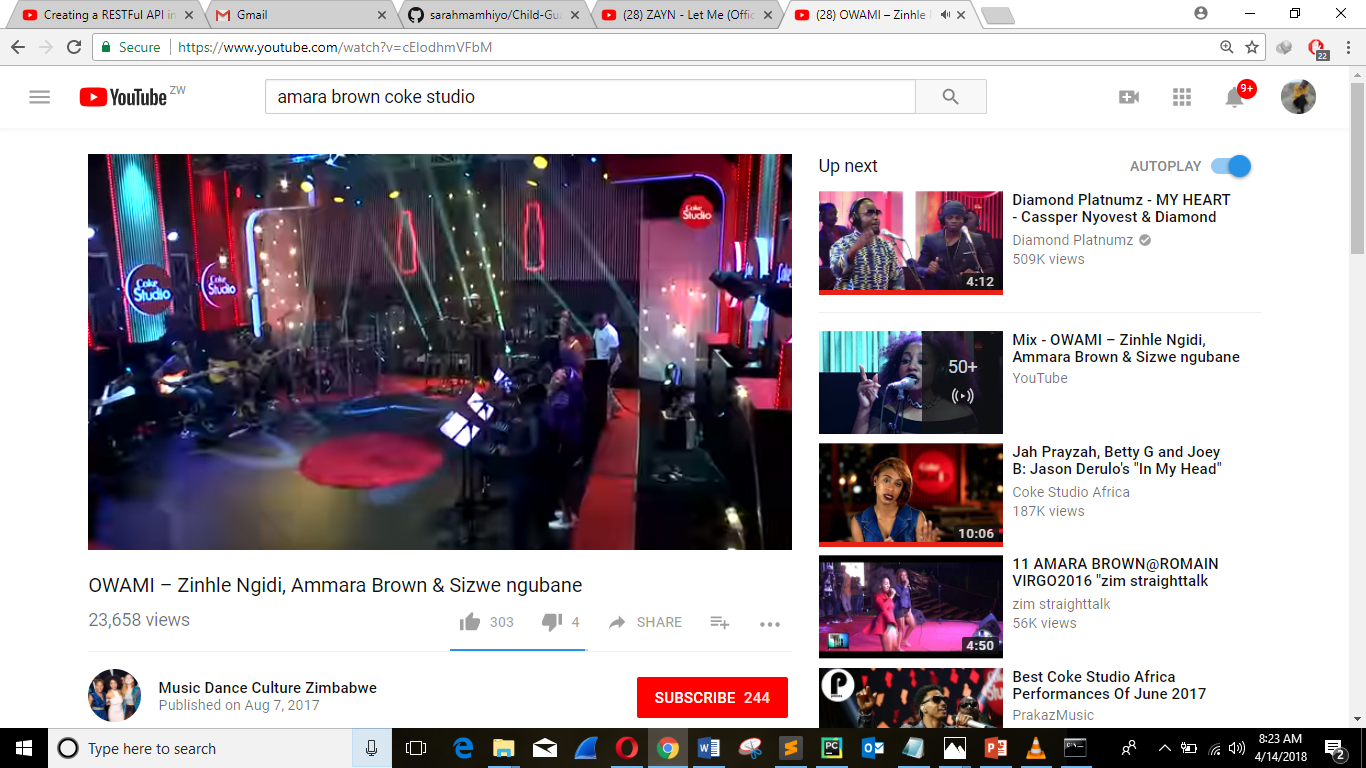 Creating a RESTFul API in
Gmail
sarahmamhiyo/Child-Gua
(28) ZAYN - Let Me (Offic
(28) OWAMI – Zinhle
Secure
https://www.youtube.com/watch?v=cEIodhmVFbM
22
YouTube ZW
amara brown coke studio
9+
Coke Studio
Coke Studio
Coke Studio
Up next
AUTOPLAY
Diamond Platnumz - MY HEART
- Cassper Nyovest & Diamond
Diamond Platnumz
509K views
4:12
Mix - OWAMI – Zinhle Ngidi,
Ammara Brown & Sizwe ngubane
YouTube
50+
Jah Prayzah, Betty G and Joey
B: Jason Derulo's "In My Head"
Coke Studio Africa
187K views
10:06
11 AMARA BROWN@ROMAIN
VIRGO2016 "zim straighttalk
zim straighttalk
56K views
4:50
Best Coke Studio Africa
Performances Of June 2017
PrakazMusic
OWAMI – Zinhle Ngidi, Ammara Brown & Sizwe ngubane
23,658 views
303
4
SHARE
Music Dance Culture Zimbabwe
Published on Aug 7, 2017
SUBSCRIBE 244
Type here to search
8:23 AM
4/14/2018
2